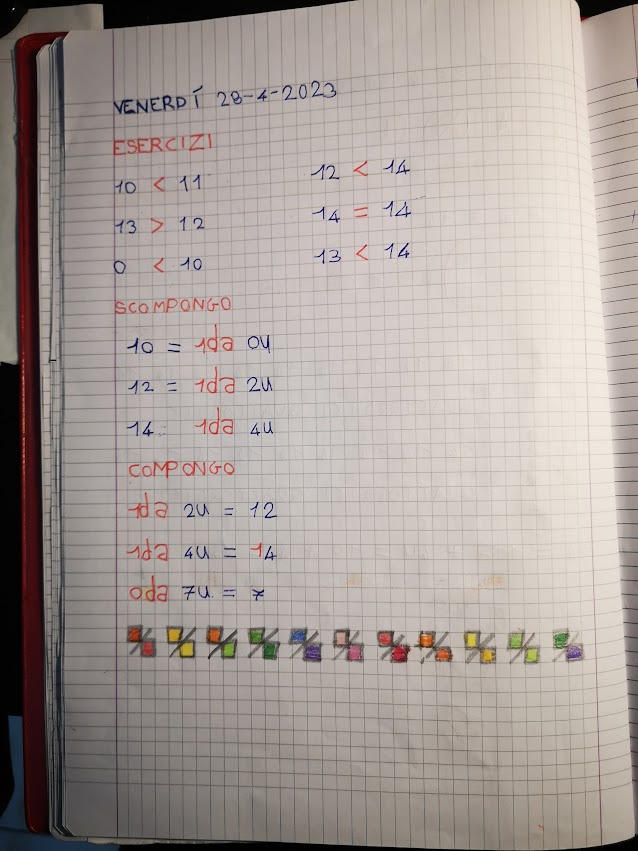 VENERDÍ 28-4-2023
ESERCIZI
10 < 11
13 > 12
0 < 10
12 < 14
14 = 14
13 < 14
SCOMPONGO
10 = 1da 0u
12 = 1da 2u
14 1da 4u
COMPONGO
1da 2u = 12
1da 4u = 14
0da 7u = 7